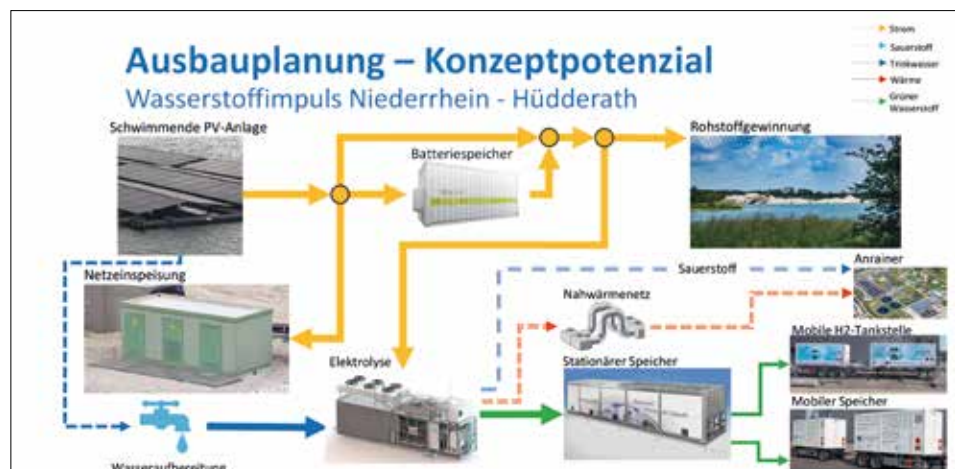 Ausbauplanung – Konzeptpotenzial
Wasserstoffimpuls Niederrhein - Hüdderath
Strom
Sauerstoff
Trinkwasser
Wärme
Grüner
Wasserstoff
Schwimmende PV-Anlage
Batteriespeicher
Rohstoffgewinnung
Netzeinspeisung
Sauerstoff
Anrainer
Nahwärmenetz
Mobile H2-Tankstelle
Elektrolyse
Stationärer Speicher
Mobiler Speicher
Wasseraufbereitung